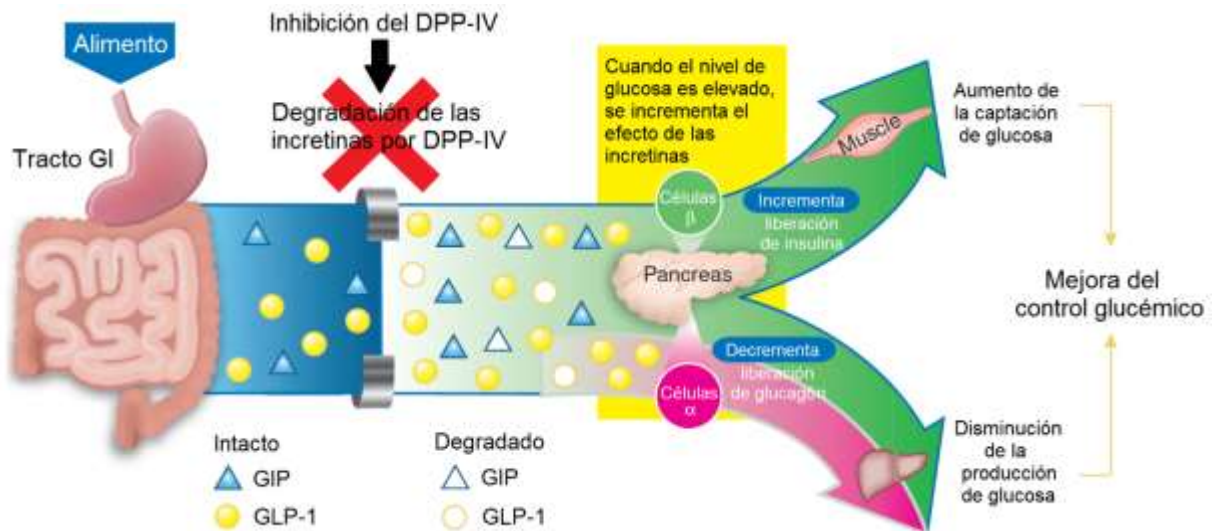 Alimento
Tracto GI
Inhibición del DPP-IV
Degradación de las
incretinas por DPP-IV
Cuando el nivel de
glucosa es elevado,
se incrementa el
efecto de las
incretinas
Células
β
Pancreas
Células
α
Muscle
Incrementa
liberación
de insulina
Decrementa
liberación
de glucagón
Aumento de
la captación
de glucosa
Mejora del
control glucémico
Disminución
de la
producción
de glucosa
Intacto
GIP
GLP-1
Degradado
GIP
GLP-1